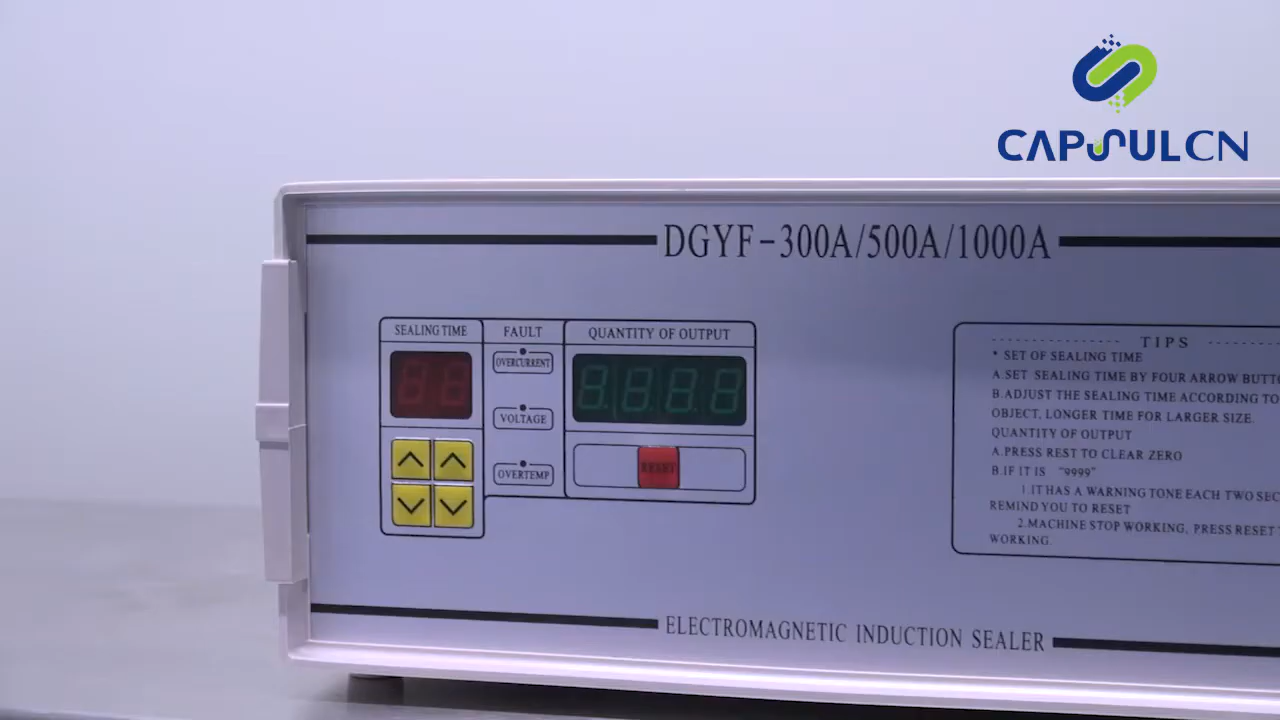 CAPSULCN
DGYF-300A/500A/1000A
SEALING TIME
FAULT
QUANTITY OF OUTPUT
OVERCURRENT
VOLTAGE
OVERTEMP
RESET
TIPS
* SET OF SEALING TIME
A.SET SEALING TIME BY FOUR ARROW
B.ADJUST THE SEALING TIME ACCORDING TO
OBJECT, LONGER TIME FOR LARGER SIZE.
QUANTITY OF OUTPUT
A.PRESS REST TO CLEAR ZERO
B.IF IT IS "9999"
1.IT HAS A WARNING TONE EACH TWO
REMIND YOU TO RESET
2.MACHINE STOP WORKING, PRESS RESET
WORKING.
ELECTROMAGNETIC INDUCTION SEALER